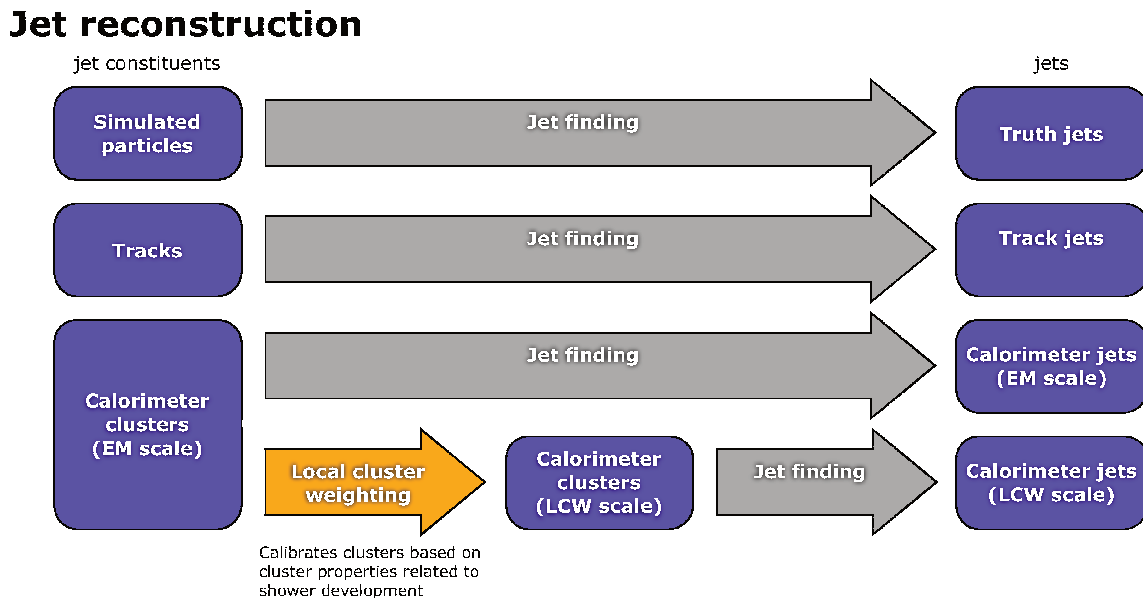 Jet reconstruction
jet constituents
jets
Simulated
particles
Jet finding
Truth jets
Tracks
Jet finding
Track jets
Calorimeter
clusters
(EM scale)
Jet finding
Calorimeter jets
(EM scale)
Local cluster
weighting
Calorimeter
clusters
(LCW scale)
Jet finding
Calorimeter jets
(LCW scale)
Calibrates clusters based on
cluster properties related to
shower development